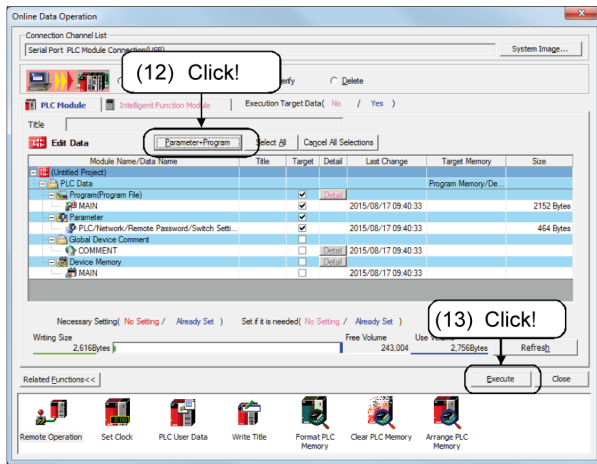 Online Data Operation
Connection Channel List
Serial Port PLC Module Connection(USB)
System Image...
(12) Click!
Delete
PLC Module
Intelligent Function Module
Execution Target Data( No / Yes )
Title
Edit Data
Parameter+Program
Select All
Cancel All Selections
Module Name/Data Name Title Target Detail Last Change Target Memory Size
(Untitled Project)
PLC Data Program Memory/De...
Program(Program File) Detail
MAIN 2015/08/17 09:40:33 2152 Bytes
Parameter
PLC/Network/Remote Password/Switch Setti... 2015/08/17 09:40:33 464 Bytes
Global Device Comment
COMMENT Detail 2015/08/17 09:40:33
Device Memory Detail
MAIN 2015/08/17 09:40:33
(13) Click!
Necessary Setting( No Setting / Already Set ) Set if it is needed( No Setting / Already Set )
Writing Size Free Volume
2,616Bytes 243,004 2,756Bytes Refresh
Related Functions<<
Execute
Close
Remote Operation
Set Clock
PLC User Data
Write Title
Format PLC Memory
Clear PLC Memory
Arrange PLC Memory